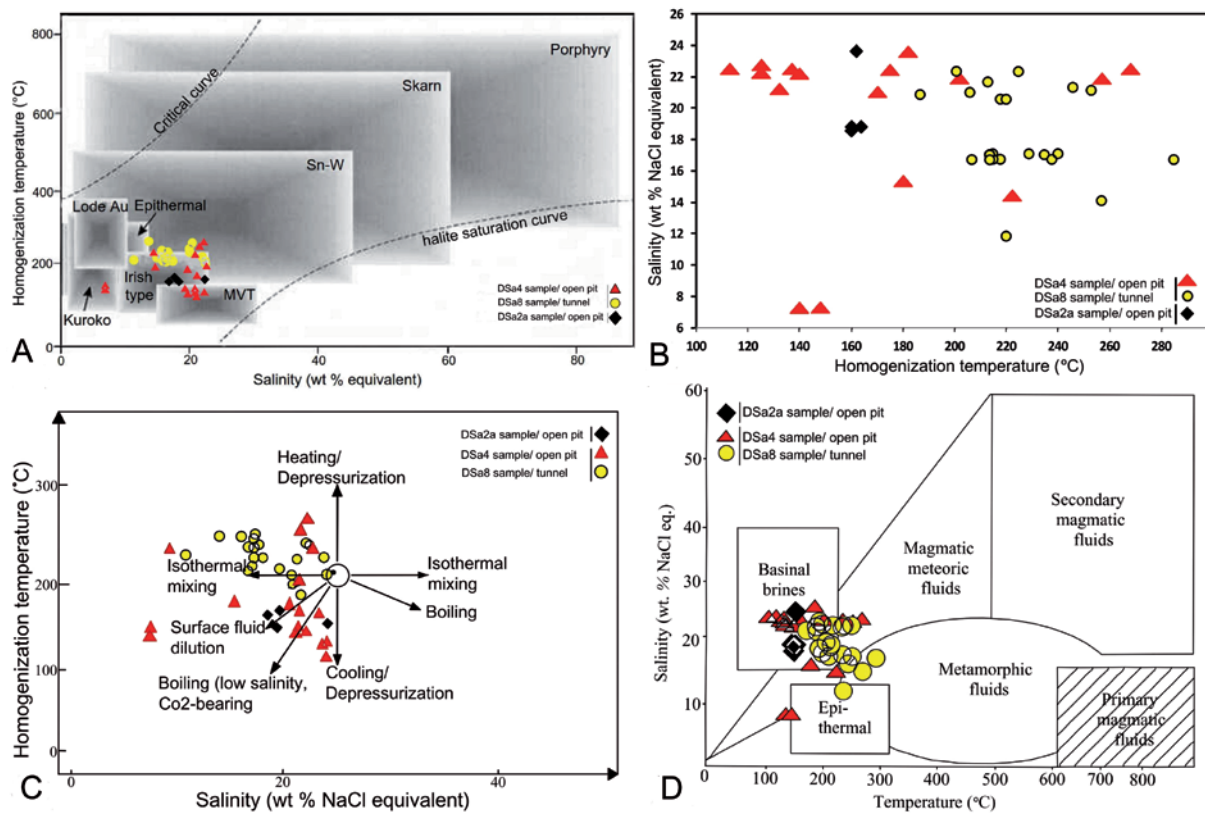 800
600
400
200
0
0
20
40
60
80
Homogenization temperature (°C)
Salinity (wt % equivalent)
Critical curve
Porphyry
Skarn
Sn-W
Lode Au
Epithermal
halite saturation curve
Irish
type
MVT
Kuroko
DSa4 sample/ open pit
DSa8 sample/ tunnel
DSa2a sample/ open pit
A
26
24
22
20
18
16
14
12
10
8
6
100
120
140
160
180
200
220
240
260
280
Salinity (wt % NaCl equivalent)
Homogenization temperature (°C)
DSa4 sample/ open pit
DSa8 sample/ tunnel
DSa2a sample/ open pit
B
300
200
100
0
0
20
40
Homogenization temperature (°C)
Salinity (wt % NaCl equivalent)
DSa2a sample/ open pit
DSa4 sample/ open pit
DSa8 sample/ tunnel
Heating/
Depressurization
Isothermal
mixing
Isothermal
mixing
Boiling
Surface fluid
dilution
Boiling (low salinity,
Co2-bearing
Cooling/
Depressurization
C
60
50
40
30
20
10
0
100
200
300
400
500
600
700
800
Salinity (wt. % NaCl eq.)
Temperature (°C)
DSa2a sample/ open pit
DSa4 sample/ open pit
DSa8 sample/ tunnel
Basinal
brines
Magmatic
meteoric
fluids
Secondary
magmatic
fluids
Metamorphic
fluids
Epi-
thermal
Primary
magmatic
fluids
D